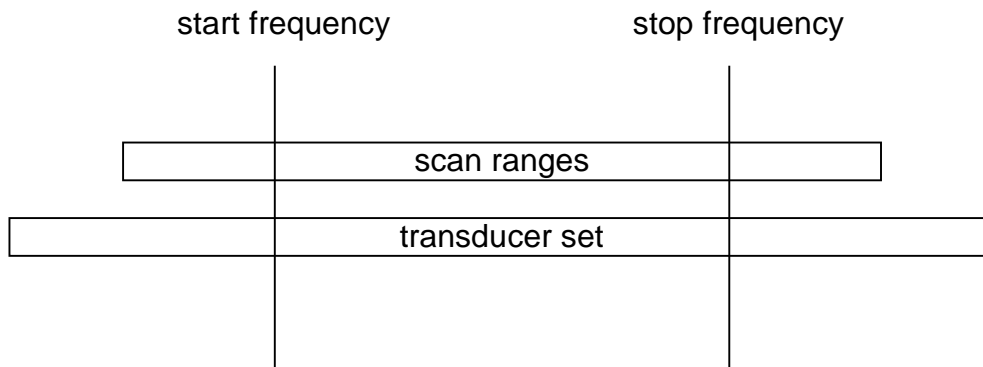 start frequency
stop frequency
scan ranges
transducer set